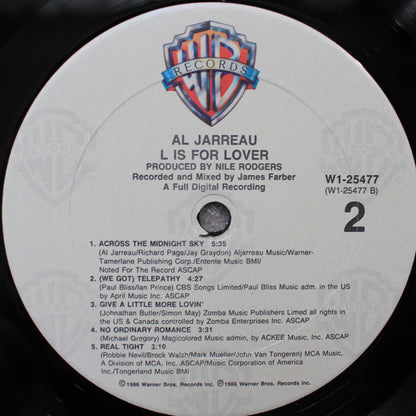 WB
RECORDS
AL JARREAU
L IS FOR LOVER
PRODUCED BY NILE RODGERS
Recorded and Mixed by James Farber
A Full Digital Recording
W1-25477
(W1-25477 B)
2
1. ACROSS THE MIDNIGHT SKY 5:35
(Al Jarreau/Richard Page/Jay Graydon) Aljarreau Music/Warner-
Tamerlane Publishing Corp./Entente Music BMI/
Noted For The Record ASCAP
2. (WE GOT) TELEPATHY 4:27
(Paul Bliss/Ian Prince) CBS Songs Limited/Paul Bliss Music adm. in the
US by April Music Inc. ASCAP
3. GIVE A LITTLE MORE LOVIN'
(Johnathan Butler/Simon May) Zomba Music Publishers Limed all rights in
the US & Canada controlled by Zomba Enterprises Inc. ASCAP
4. NO ORDINARY ROMANCE 3:31
(Michael Gregory) Magicolored Music admin. by ACKEE Music Inc. ASCAP
5. REAL TIGHT 3:10
(Robbie Nevil/Brock Walsh/Mark Mueller/John Van Tongeren) MCA Music,
A Division of MCA, Inc. ASCAP/Music Corporation of America
Inc./Tongerland Music BMI
℗1986 Warner Bros. Records Inc. ©1986 Warner Bros. Records Inc.